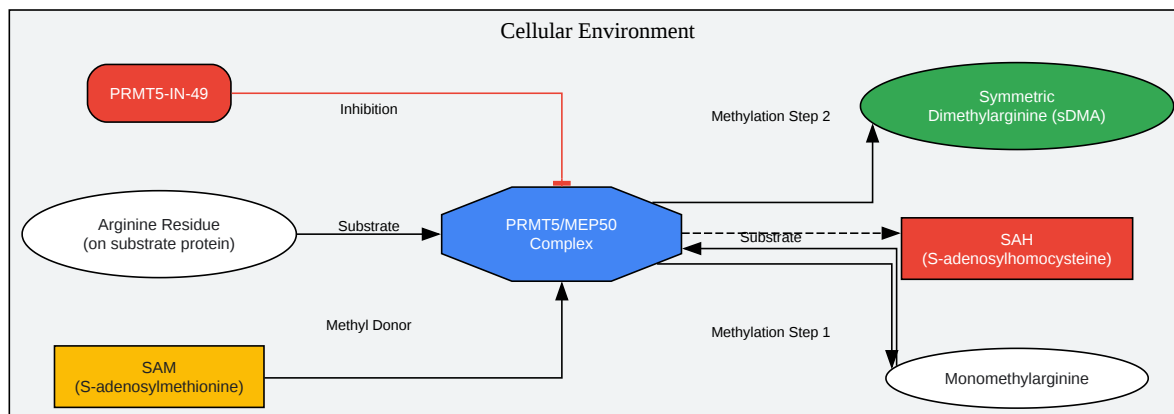 Cellular Environment
PRMT5-IN-49
Inhibition
Methylation Step 2
Symmetric
Dimethylarginine (sDMA)
Arginine Residue
(on substrate protein)
Substrate
PRMT5/MEP50
Complex
Substrate
SAH
(S-adenosylhomocysteine)
Methyl Donor
Methylation Step 1
SAM
(S-adenosylmethionine)
Monomethylarginine